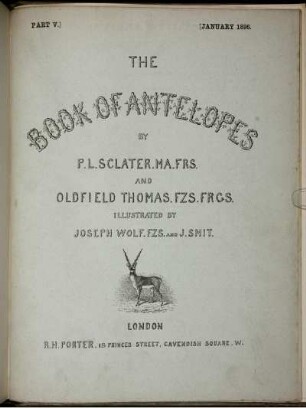 PART V.] [JANUARY 1896.
THE
BOOK OF ANTELOPES
BY
P.L. SCLATER, M.A., F.R.S.
AND
OLDFIELD THOMAS, F.Z.S. F.R.G.S.
ILLUSTRATED BY
JOSEPH WOLF, F.Z.S. AND J. SMIT.
LONDON
R.H. PORTER, 18 PRINCES STREET, CAVENDISH SQUARE, W.